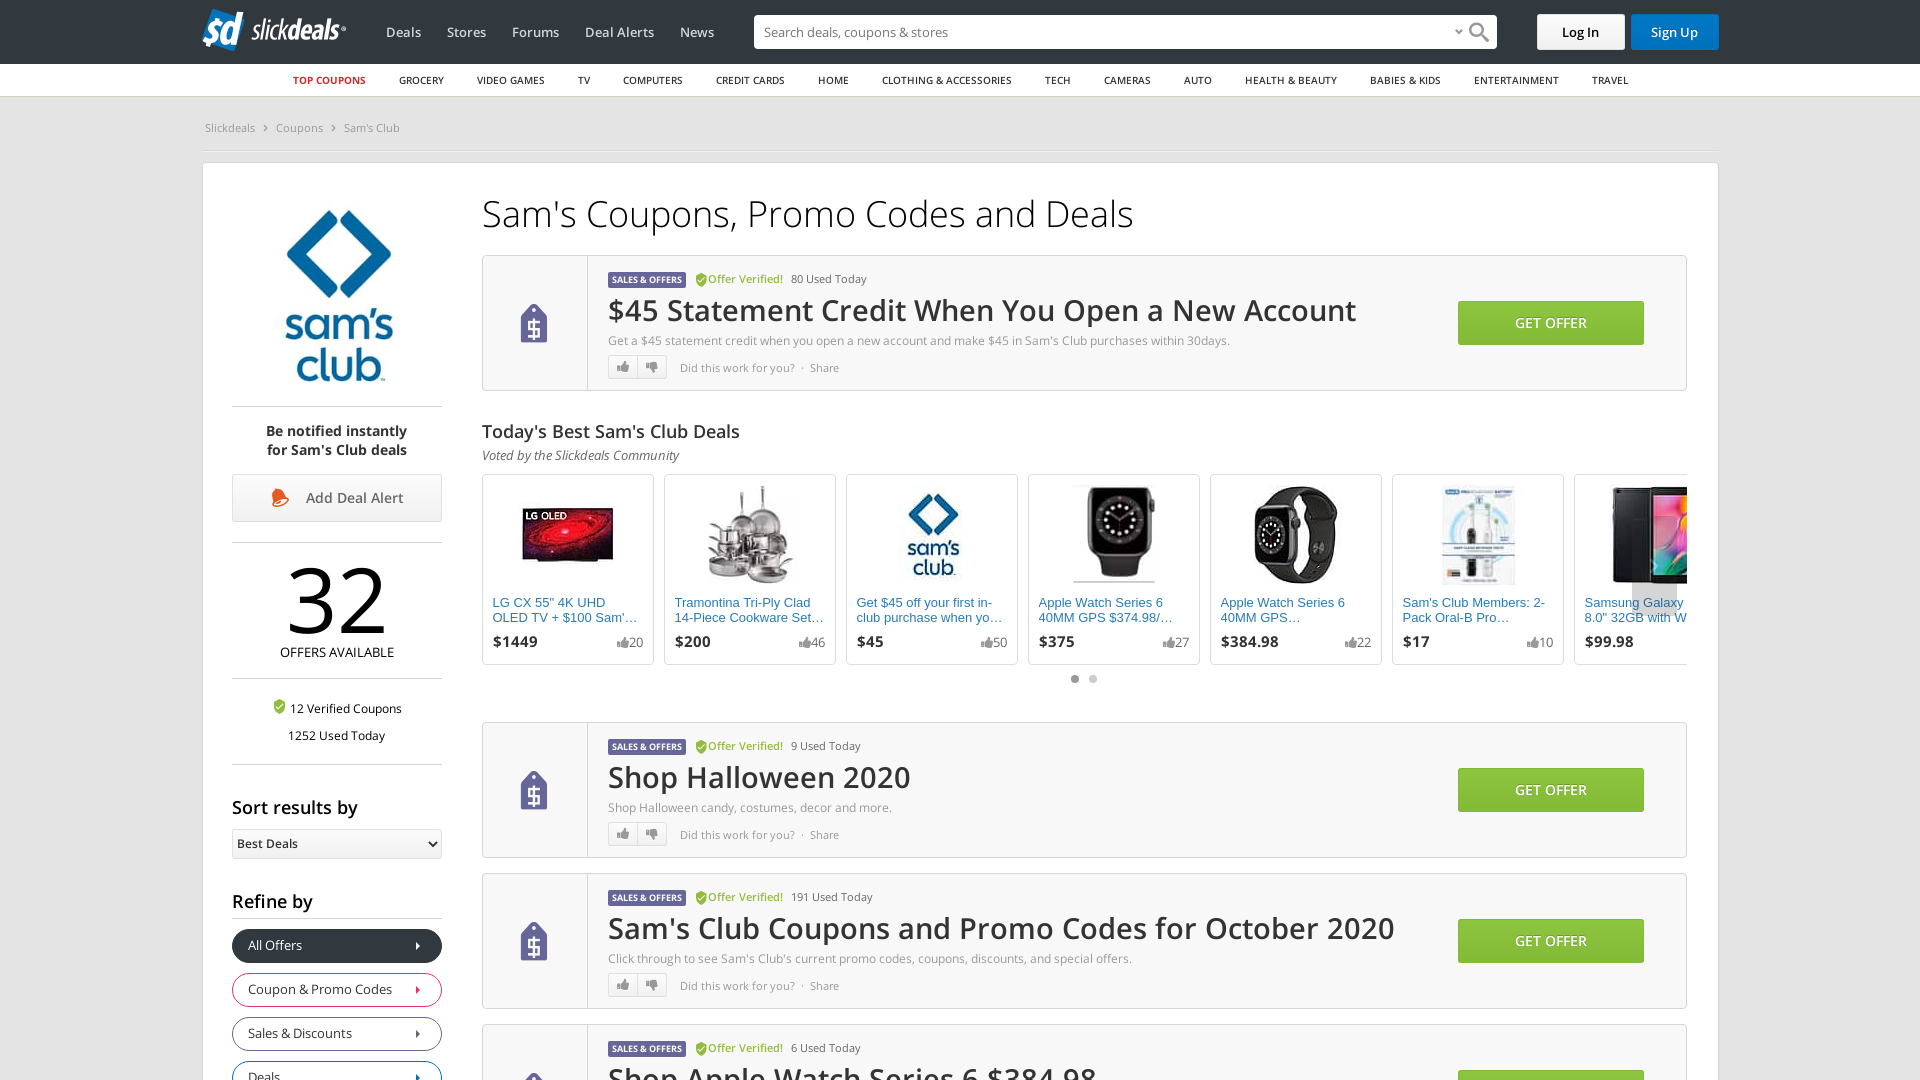 sd slickdeals
Deals
Stores
Forums
Deal Alerts
News
Search deals, coupons & stores
Log In
Sign Up
TOP COUPONS
GROCERY
VIDEO GAMES
TV
COMPUTERS
CREDIT CARDS
HOME
CLOTHING & ACCESSORIES
TECH
CAMERAS
AUTO
HEALTH & BEAUTY
BABIES & KIDS
ENTERTAINMENT
TRAVEL
Slickdeals > Coupons > Sam's Club
sam's
club
Be notified instantly
for Sam's Club deals
Add Deal Alert
32
OFFERS AVAILABLE
12 Verified Coupons
1252 Used Today
Sort results by
Best Deals
Refine by
All Offers
Coupon & Promo Codes
Sales & Discounts
Deals
Sam's Coupons, Promo Codes and Deals
SALES & OFFERS Offer Verified! 80 Used Today
$45 Statement Credit When You Open a New Account
Get a $45 statement credit when you open a new account and make $45 in Sam's Club purchases within 30days.
Did this work for you? · Share
GET OFFER
Today's Best Sam's Club Deals
Voted by the Slickdeals Community
LG OLED
LG CX 55" 4K UHD
OLED TV + $100 Sam'...
$1449 20
Tramontina Tri-Ply Clad
14-Piece Cookware Set...
$200 46
sam's
club
Get $45 off your first in-
club purchase when yo...
$45 50
Apple Watch Series 6
40MM GPS $374.98/...
$375 27
Apple Watch Series 6
40MM GPS...
$384.98 22
Sam's Club Members: 2-
Pack Oral-B Pro...
$17 10
Samsung Galaxy
8.0" 32GB with W
$99.98
SALES & OFFERS Offer Verified! 9 Used Today
Shop Halloween 2020
Shop Halloween candy, costumes, decor and more.
Did this work for you? · Share
GET OFFER
SALES & OFFERS Offer Verified! 191 Used Today
Sam's Club Coupons and Promo Codes for October 2020
Click through to see Sam's Club's current promo codes, coupons, discounts, and special offers.
Did this work for you? · Share
GET OFFER
SALES & OFFERS Offer Verified! 6 Used Today
Shop Apple Watch Series 6 $384.98